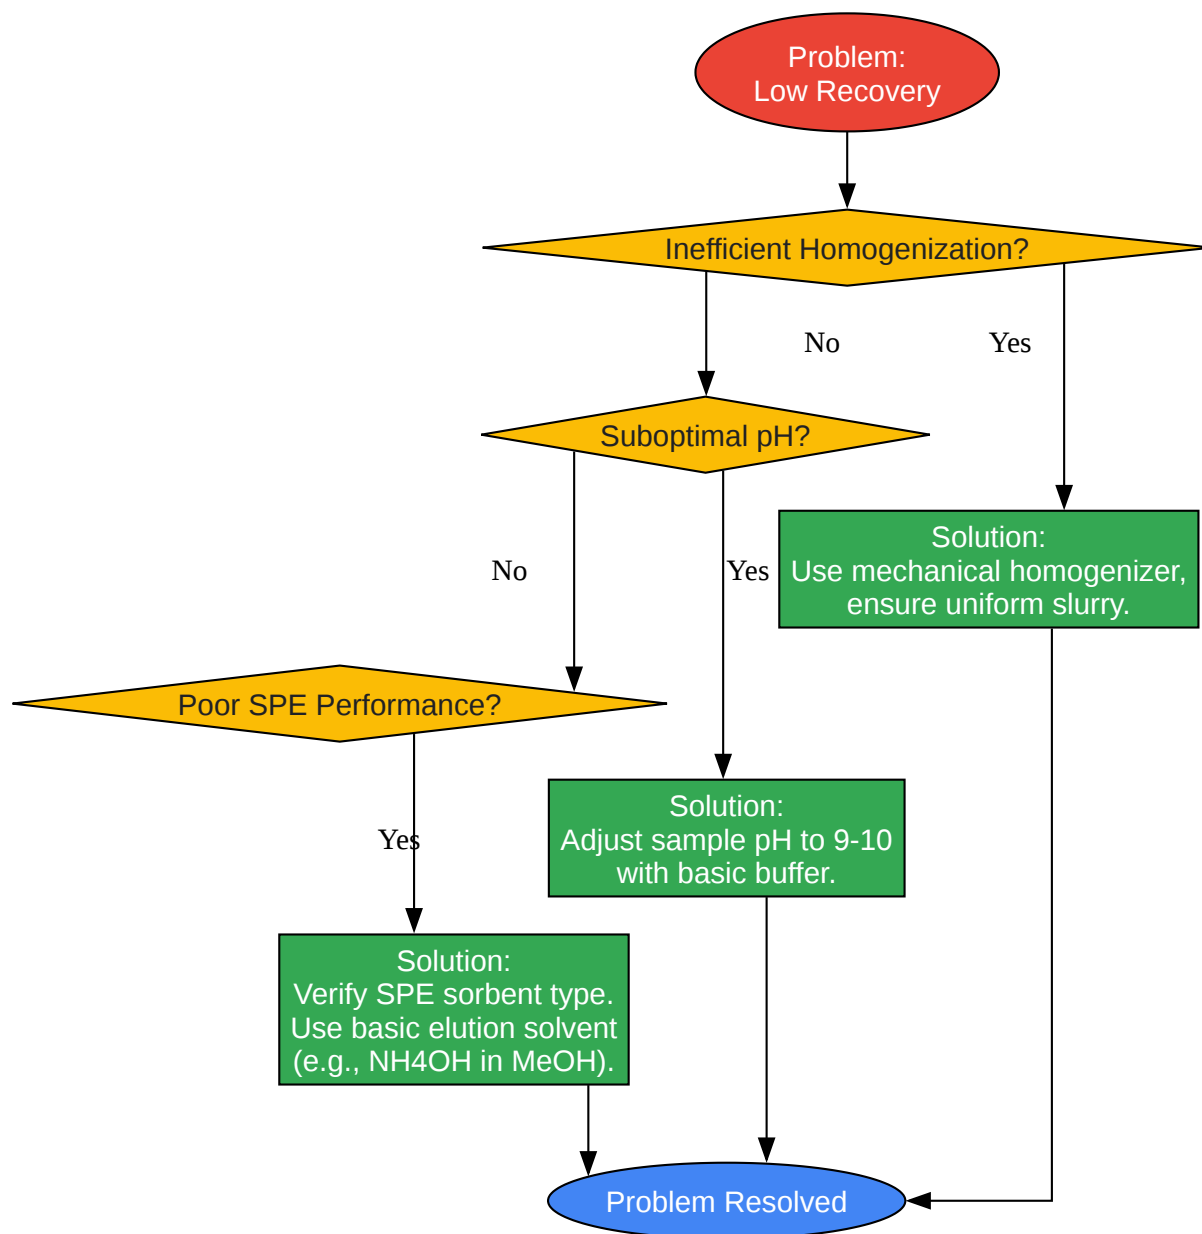 Problem:
Low Recovery
Inefficient Homogenization?
No
Yes
Suboptimal pH?
Solution:
Use mechanical homogenizer,
ensure uniform slurry.
No
Yes
Poor SPE Performance?
Solution:
Adjust sample pH to 9-10
with basic buffer.
Yes
Solution:
Verify SPE sorbent type.
Use basic elution solvent
(e.g., NH4OH in MeOH).
Problem Resolved